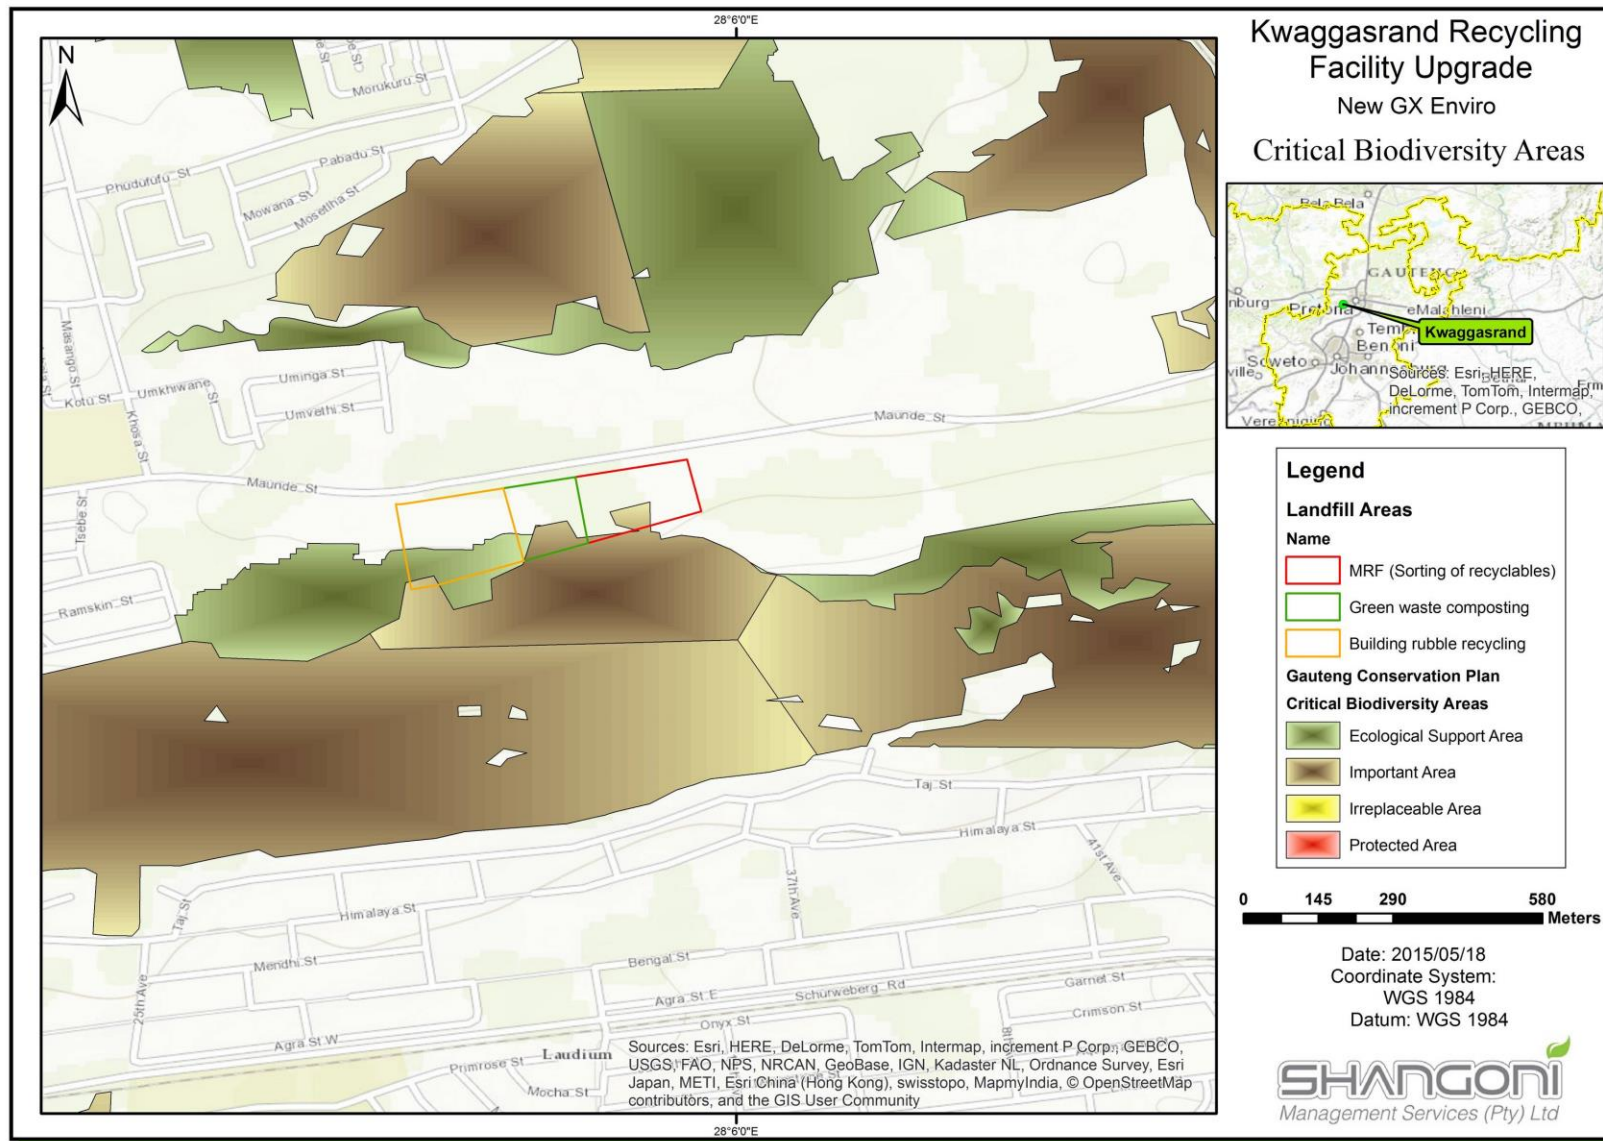 28°6'0"E
Kwaggasrand Recycling
Facility Upgrade
New GX Enviro
Critical Biodiversity Areas
N
Morukuru St
Pabadu St
Phudufufu St
Mowana St
Mosetlha St
Masango St
Kotu St
Umkhiwane St
Uminga St
Umvethi St
Khosa St
Maunde St
Maunde St
Tsebe St
Ramskin St
Taj St
Himalaya St
41st Ave
37th Ave
Taj St
Himalaya St
Mendhi St
Bengal St
25th Ave
Agra St E
Schurweberg Rd
Garnet St
Crimson St
Onyx St
Agra St W
Primrose St
Laudium
Mocha St
Sources: Esri, HERE, DeLorme, TomTom, Intermap, increment P Corp., GEBCO,
USGS, FAO, NPS, NRCAN, GeoBase, IGN, Kadaster NL, Ordnance Survey, Esri
Japan, METI, Esri China (Hong Kong), swisstopo, MapmyIndia, © OpenStreetMap
contributors, and the GIS User Community
28°6'0"E
Bela Bela
GAUTENG
nburg
Pretoria
eMalahleni
Kwaggasrand
Benoni
Soweto
ville
Sources: Esri, HERE,
DeLorme, TomTom, Intermap,
increment P Corp., GEBCO,
Legend
Landfill Areas
Name
MRF (Sorting of recyclables)
Green waste composting
Building rubble recycling
Gauteng Conservation Plan
Critical Biodiversity Areas
Ecological Support Area
Important Area
Irreplaceable Area
Protected Area
0 145 290 580
Meters
Date: 2015/05/18
Coordinate System:
WGS 1984
Datum: WGS 1984
SHANGONI
Management Services (Pty) Ltd